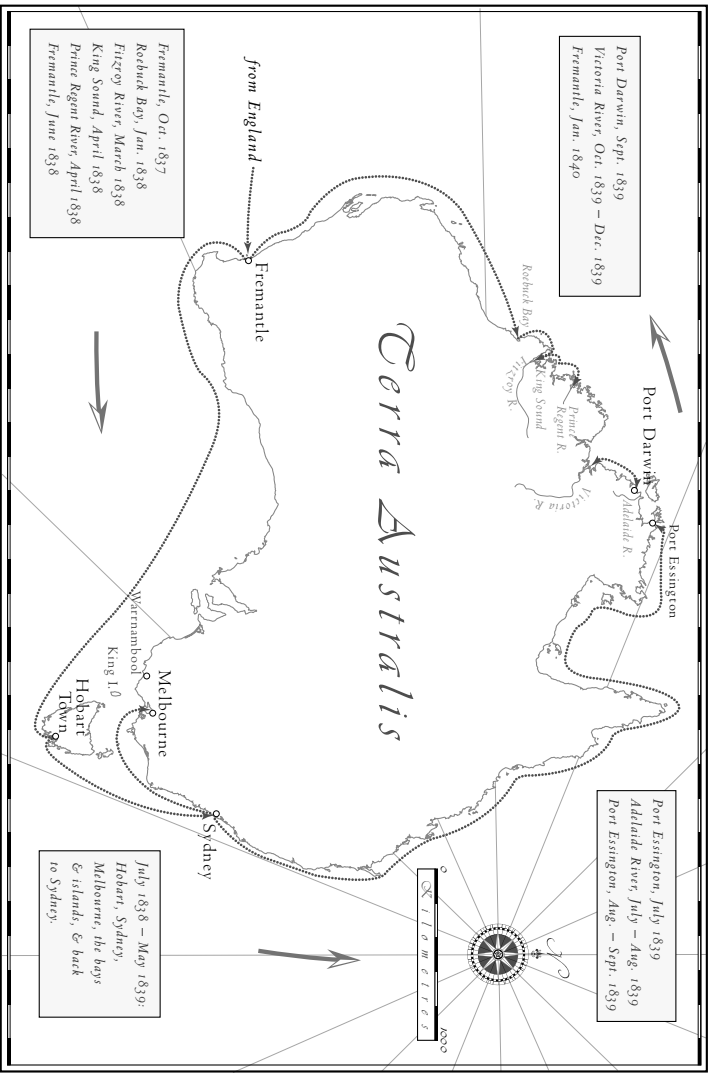 Port Darwin, Sept. 1839
Victoria River, Oct. 1839 – Dec. 1839
Fremantle, Jan. 1840
Port Essington, July 1839
Adelaide River, July – Aug. 1839
Port Essington, Aug. – Sept. 1839
Port Darwin
Port Essington
Adelaide R.
Victoria R.
Prince
Regent R.
King Sound
Fitzroy R.
Roebuck Bay
N
0
Kilometres
1000
Terra Australis
from England
Fremantle
Sydney
Melbourne
Warrnambool
King I.
Hobart
Town
Fremantle, Oct. 1837
Roebuck Bay, Jan. 1838
Fitzroy River, March 1838
King Sound, April 1838
Prince Regent River, April 1838
Fremantle, June 1838
July 1838 – May 1839:
Hobart, Sydney,
Melbourne, the bays
& islands, & back
to Sydney.